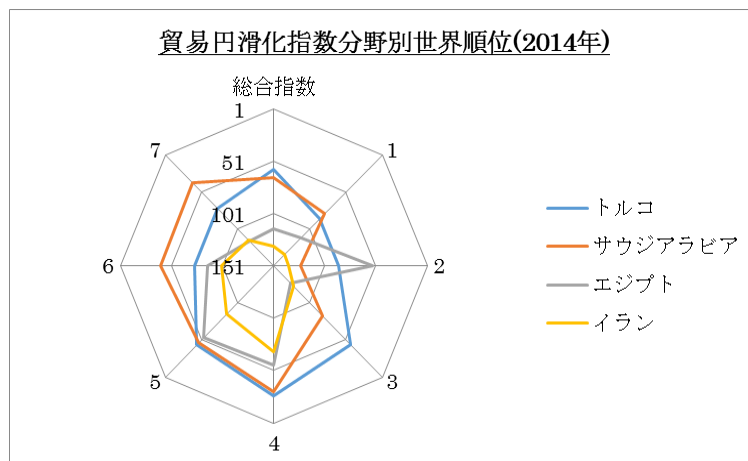 貿易円滑化指数分野別世界順位(2014年)
総合指数
1
51
101
151
1
2
3
4
5
6
7
トルコ
サウジアラビア
エジプト
イラン